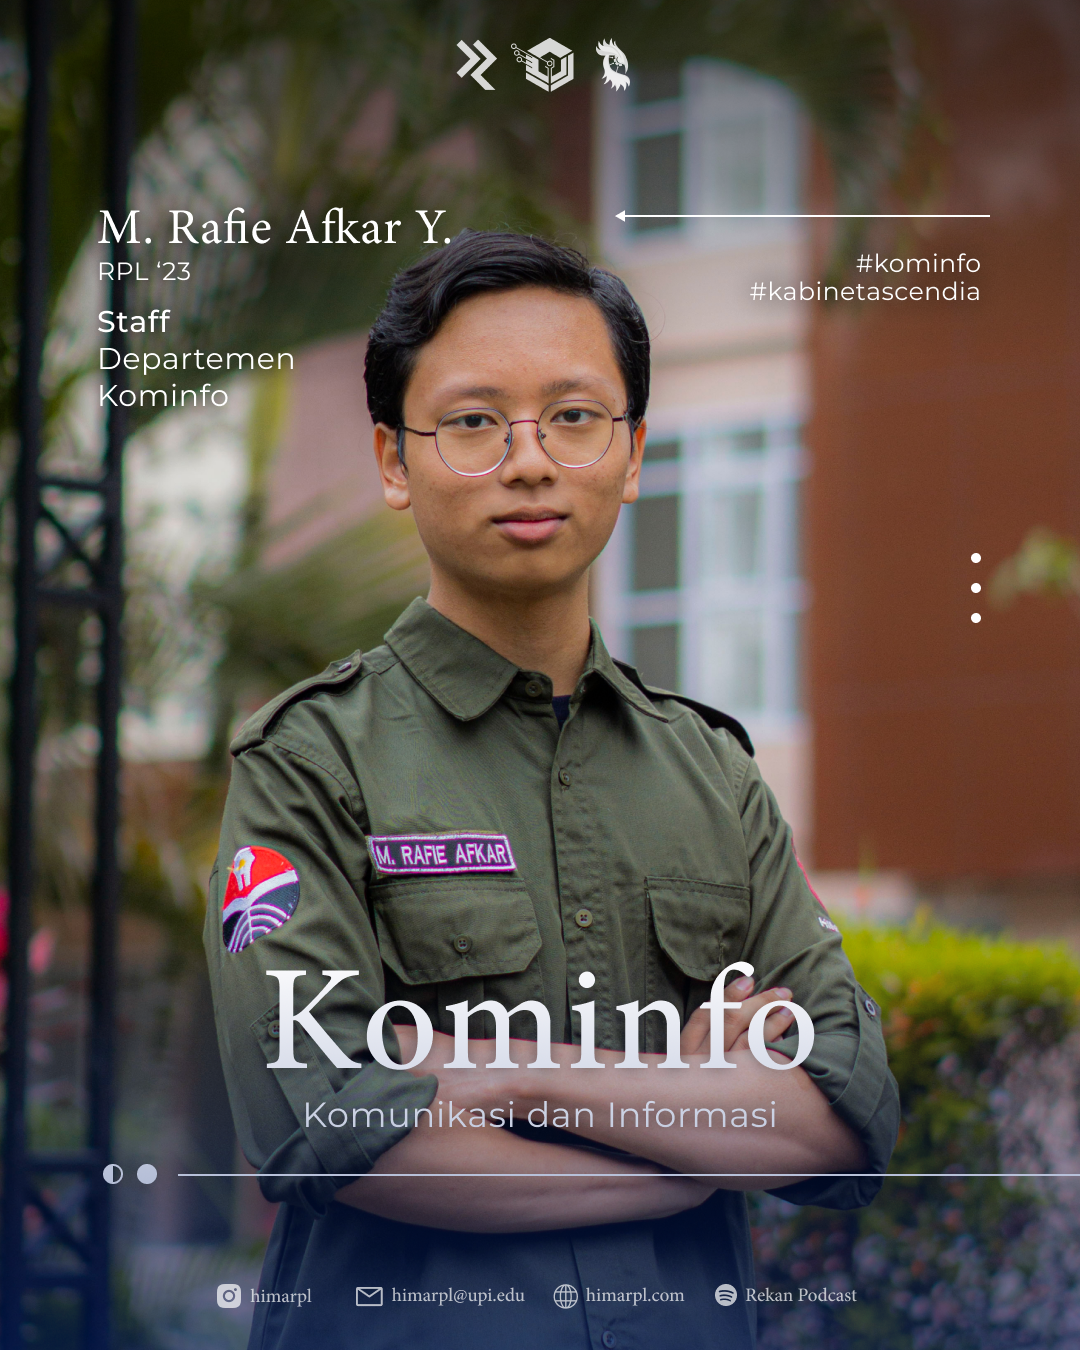 M. Rafie Afkar Y.
RPL ‘23
Staff
Departemen
Kominfo
#kominfo
#kabinetascendia
M. RAFIE AFKAR
Kominfo
Komunikasi dan Informasi
himarpl
himarpl@upi.edu
himarpl.com
Rekan Podcast